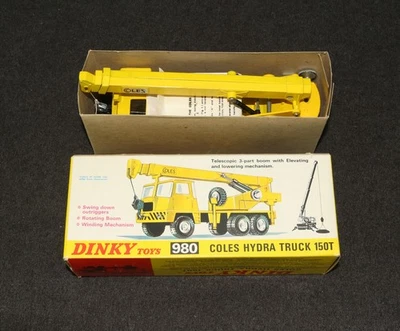 COLES
Telescopic 3-part boom with Elevating
and lowering mechanism.
COLES
★ Swing down
outriggers
★ Rotating Boom
★ Winding Mechanism
DINKY TOYS 980 COLES HYDRA TRUCK 150T
DINKY